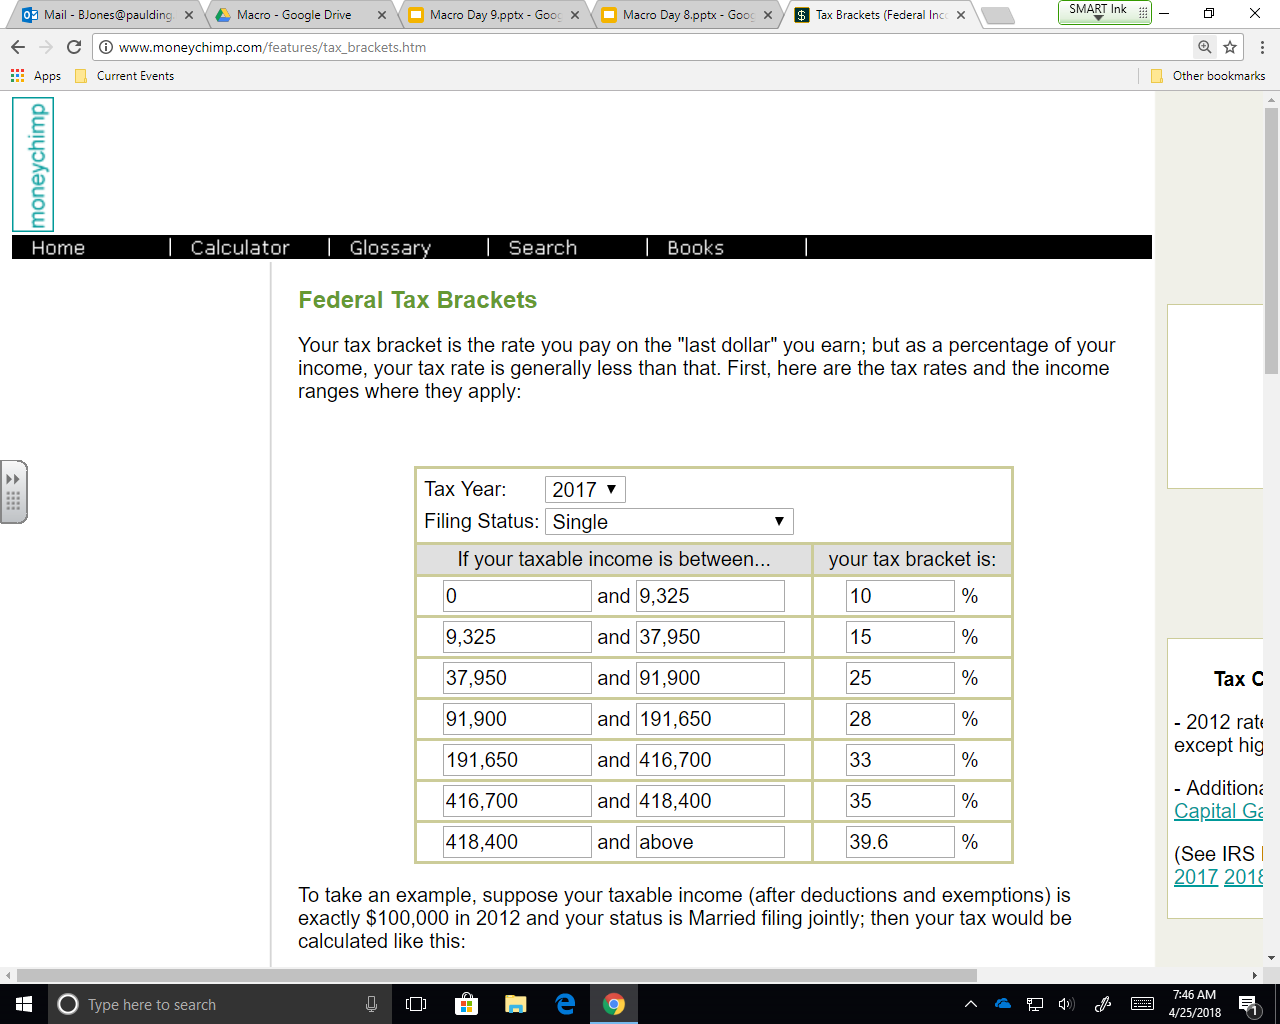 Mail - BJones@paulding
Macro - Google Drive
Macro Day 9.pptx - Goog
Macro Day 8.pptx - Goog
Tax Brackets (Federal Inc
SMART Ink
www.moneychimp.com/features/tax_brackets.htm
Apps
Current Events
Other bookmarks
moneychimp
Home | Calculator | Glossary | Search | Books |
Federal Tax Brackets
Your tax bracket is the rate you pay on the "last dollar" you earn; but as a percentage of your
income, your tax rate is generally less than that. First, here are the tax rates and the income
ranges where they apply:
Tax Year: 2017
Filing Status: Single
If your taxable income is between... your tax bracket is:
0 and 9,325 10 %
9,325 and 37,950 15 %
37,950 and 91,900 25 %
91,900 and 191,650 28 %
191,650 and 416,700 33 %
416,700 and 418,400 35 %
418,400 and above 39.6 %
To take an example, suppose your taxable income (after deductions and exemptions) is
exactly $100,000 in 2012 and your status is Married filing jointly; then your tax would be
calculated like this:
Tax C
- 2012 rate
except hig
- Additiona
Capital Ga
(See IRS
2017 2018
Type here to search
7:46 AM
4/25/2018
1